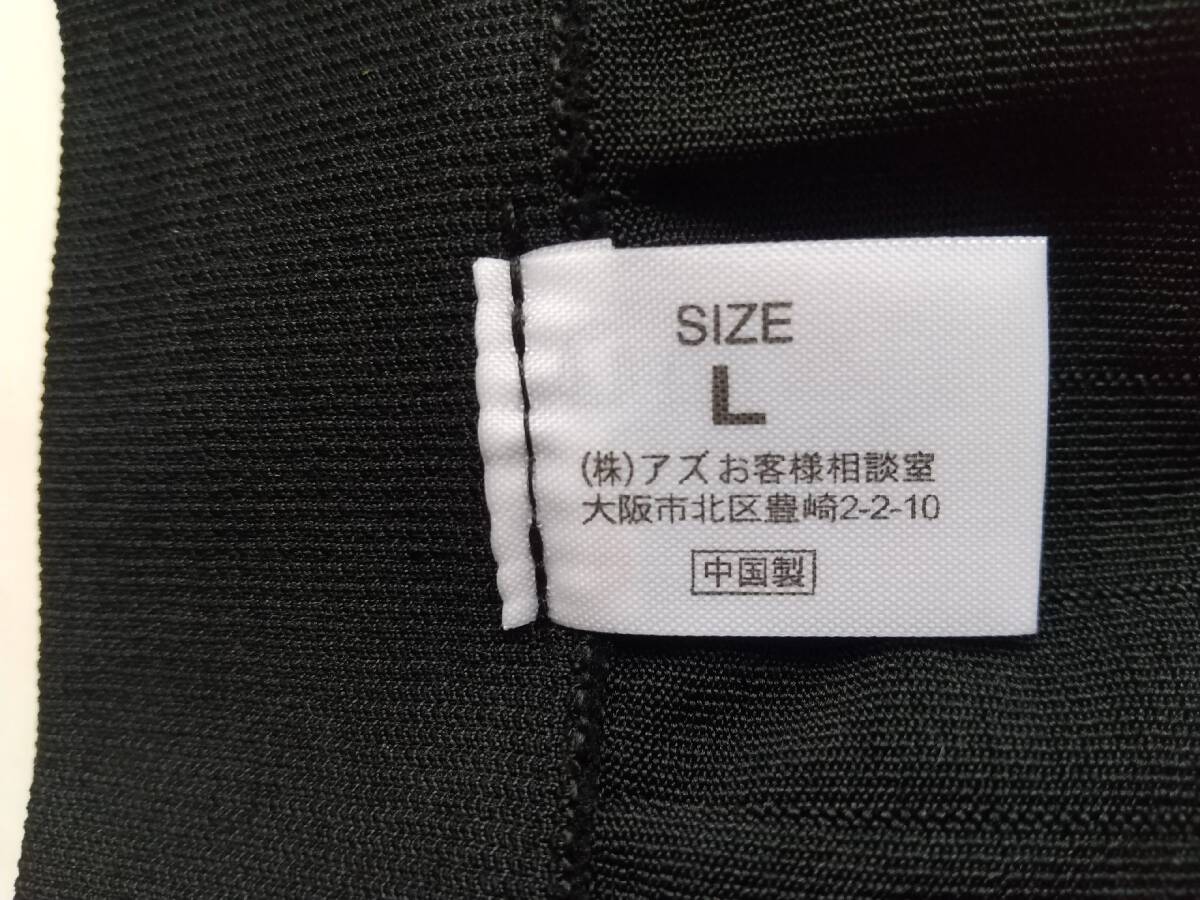 SIZE
L
(株)アズお客様相談室
大阪市北区豊崎2-2-10
中国製